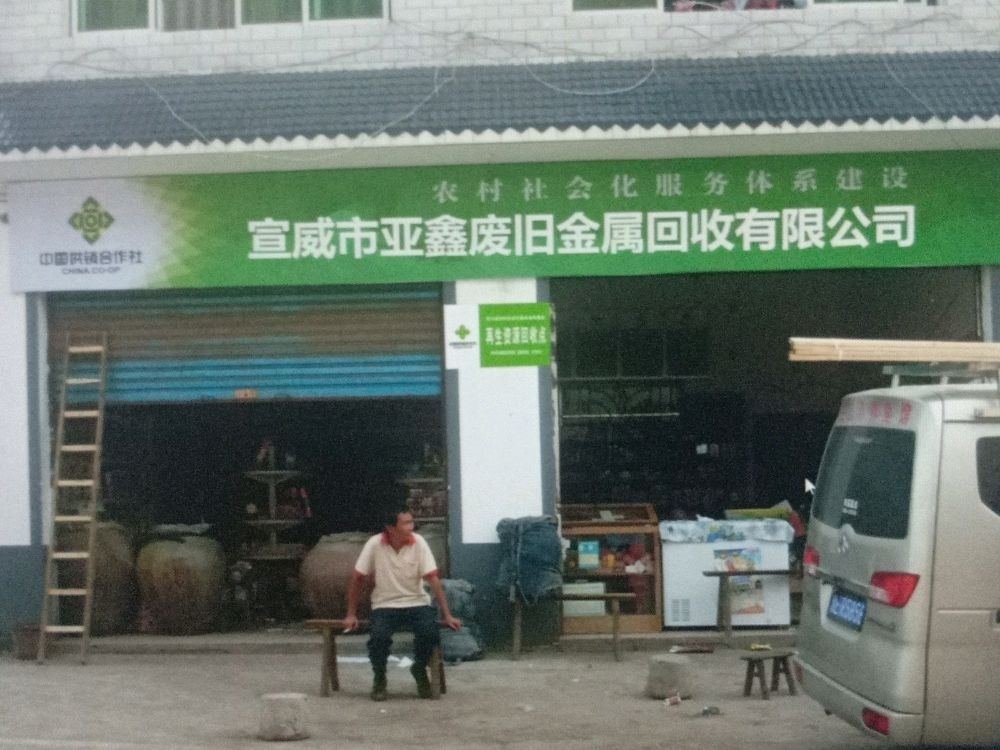 农村社会化服务体系建设
中国供销合作社
CHINA CO-OP
宣威市亚鑫废旧金属回收有限公司
再生资源回收点